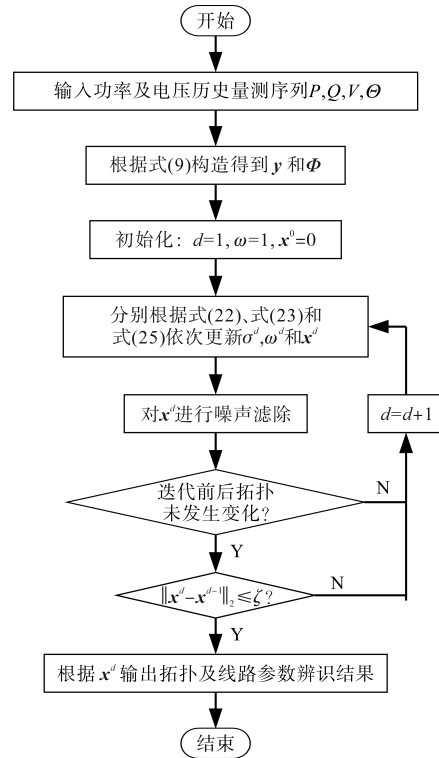 开始
输入功率及电压历史量测序列P,Q,V,Θ
根据式(9)构造得到 y 和Φ
初始化: d=1, ω=1, x⁰=0
分别根据式(22)、式(23)和
式(25)依次更新σᵈ,ωᵈ和xᵈ
对xᵈ进行噪声滤除
d=d+1
迭代前后拓扑
未发生变化?
N
Y
‖xᵈ−xᵈ⁻¹‖₂≤ζ?
N
Y
根据 xᵈ 输出拓扑及线路参数辨识结果
结束